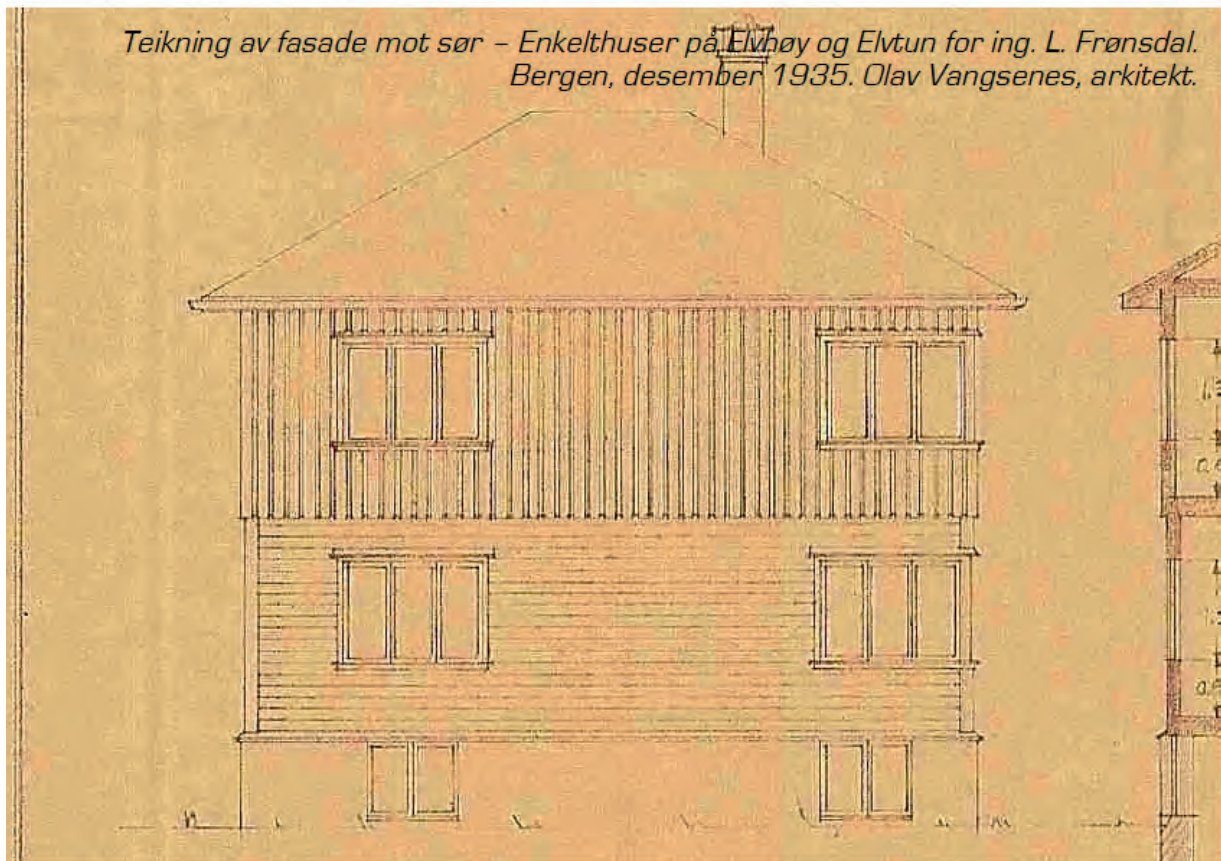 Teikning av fasade mot sør – Enkelthuser på Elvhøy og Elvtun for ing. L. Frønsdal.
Bergen, desember 1935. Olav Vangsenes, arkitekt.